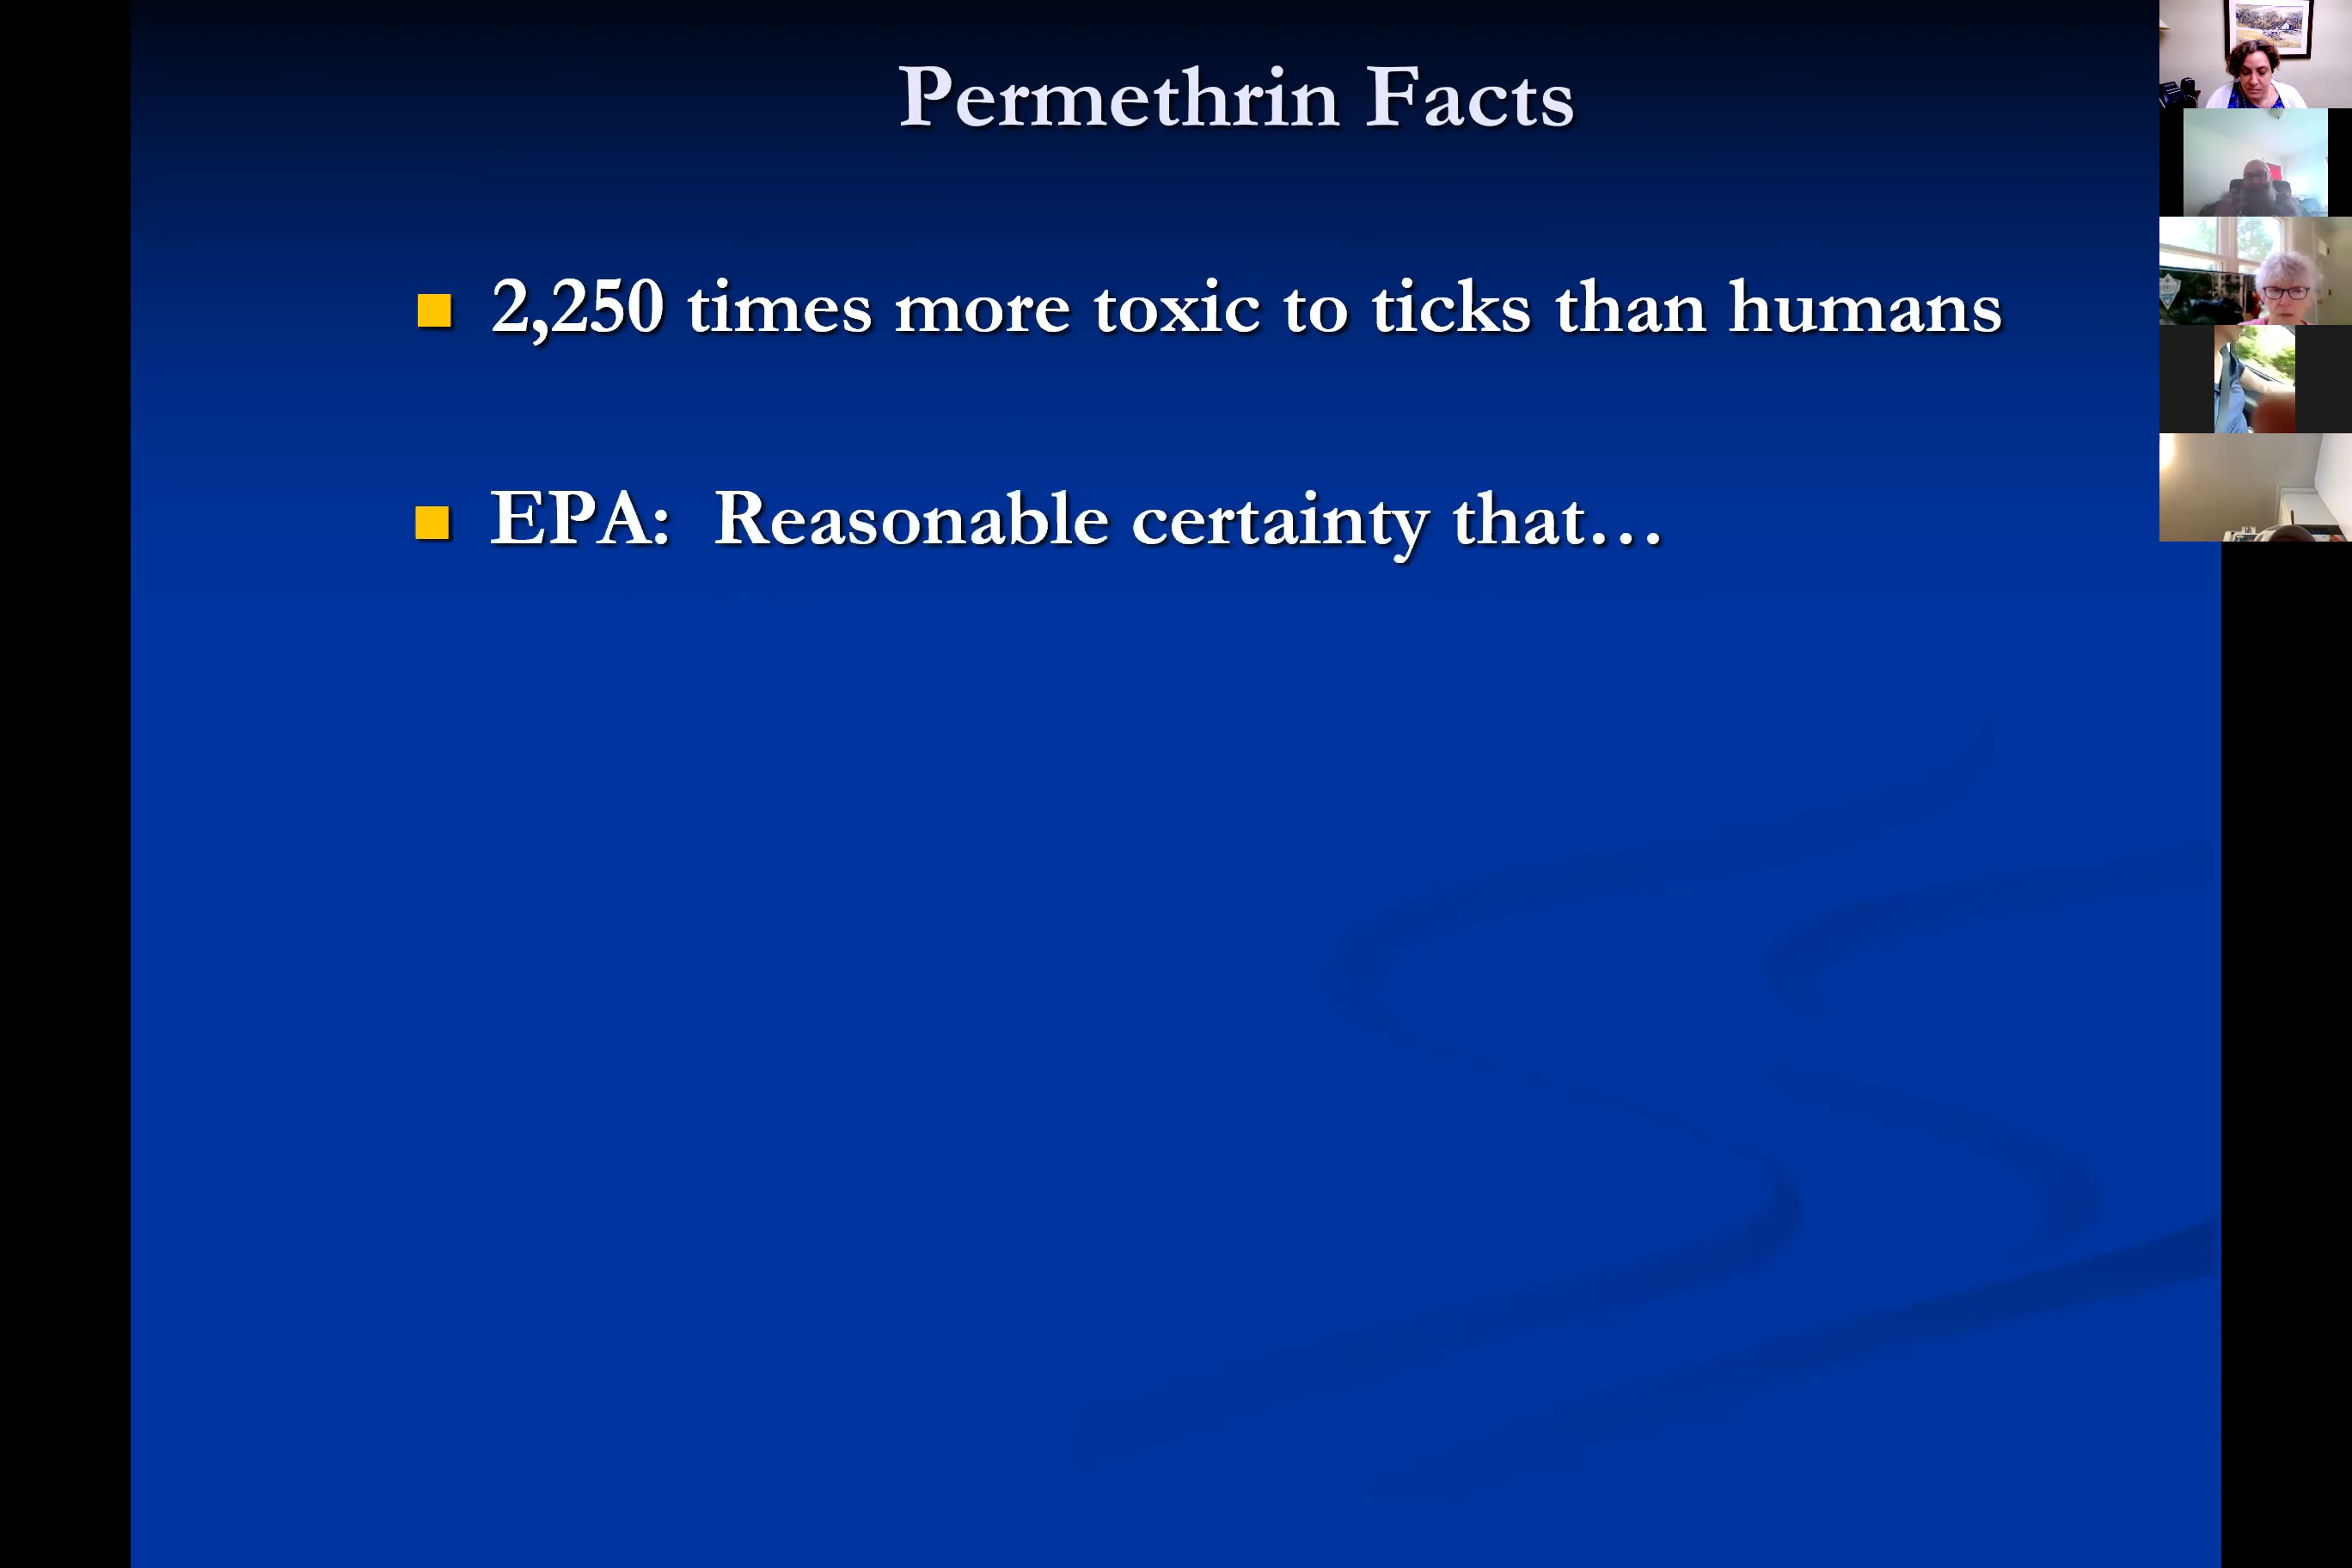 Permethrin Facts
2,250 times more toxic to ticks than humans
EPA: Reasonable certainty that…